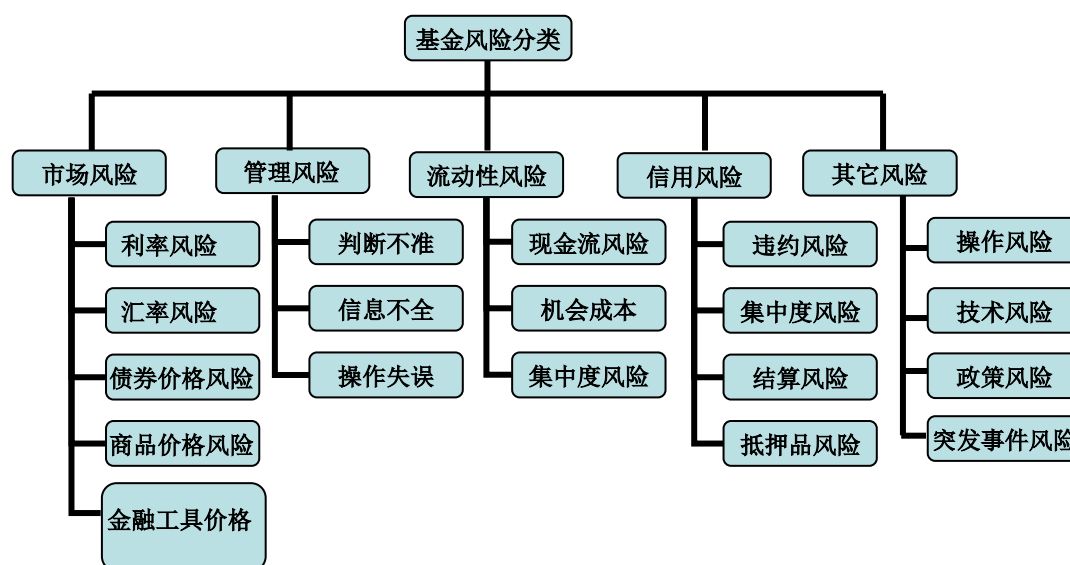 基金风险分类
市场风险
管理风险
流动性风险
信用风险
其它风险
利率风险
汇率风险
债券价格风险
商品价格风险
金融工具价格
判断不准
信息不全
操作失误
现金流风险
机会成本
集中度风险
违约风险
集中度风险
结算风险
抵押品风险
操作风险
技术风险
政策风险
突发事件风险